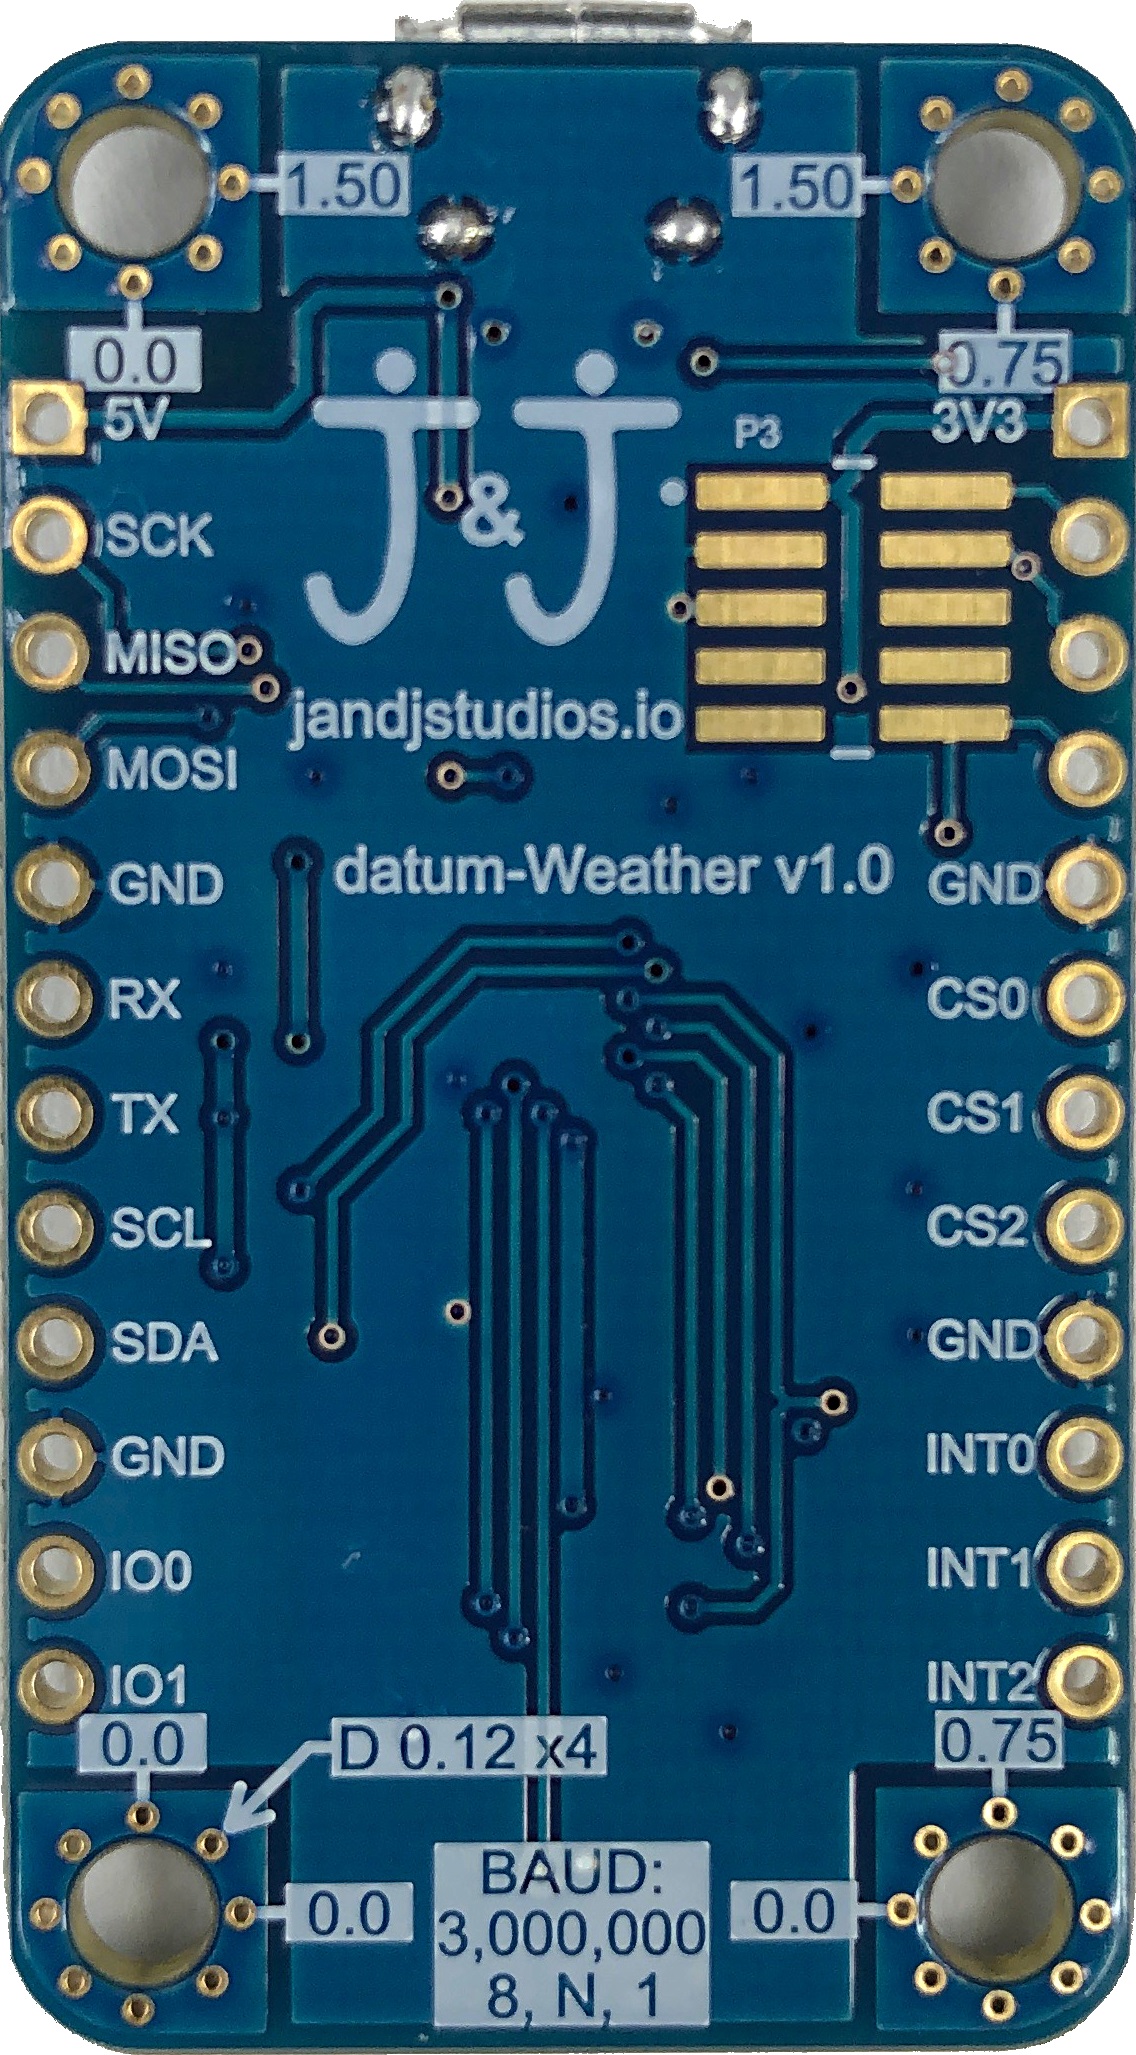 1.50 1.50
0.0 0.75
5V 3V3
P3
j&j
SCK
MISO
jandjstudios.io
MOSI
datum-Weather v1.0
GND GND
RX CS0
TX CS1
SCL CS2
SDA GND
GND INT0
IO0 INT1
IO1 INT2
0.0 0.75
D 0.12 x4
0.0 0.0
BAUD:
3,000,000
8, N, 1